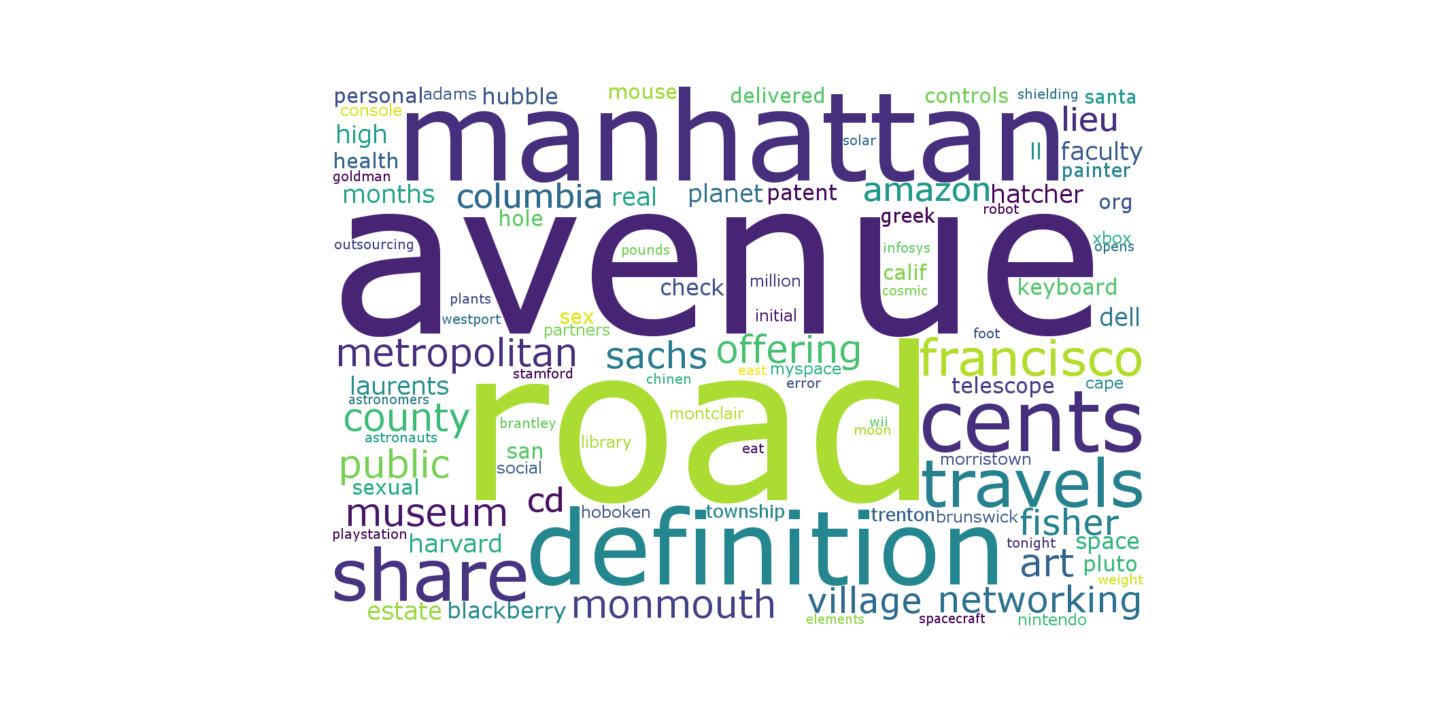 personal adams hubble mouse delivered controls shielding santa
console
manhattan lieu
high solar ll faculty
health painter
goldman
months columbia real planet patent amazon hatcher org
hole greek robot
xbox
avenue
outsourcing pounds infosys opens
calif
plants check million cosmic keyboard
westport sex initial dell
partners foot
metropolitan sachs offering francisco
stamford chinen east myspace
laurents error telescope cape
astronomers
road
county brantley montclair wii cents
astronauts library moon
public san eat morristown
social
sexual travels
museum cd hoboken township trenton brunswick fisher
playstation
harvard definition tonight space
share art pluto
weight
estate blackberry monmouth village networking
elements spacecraft nintendo